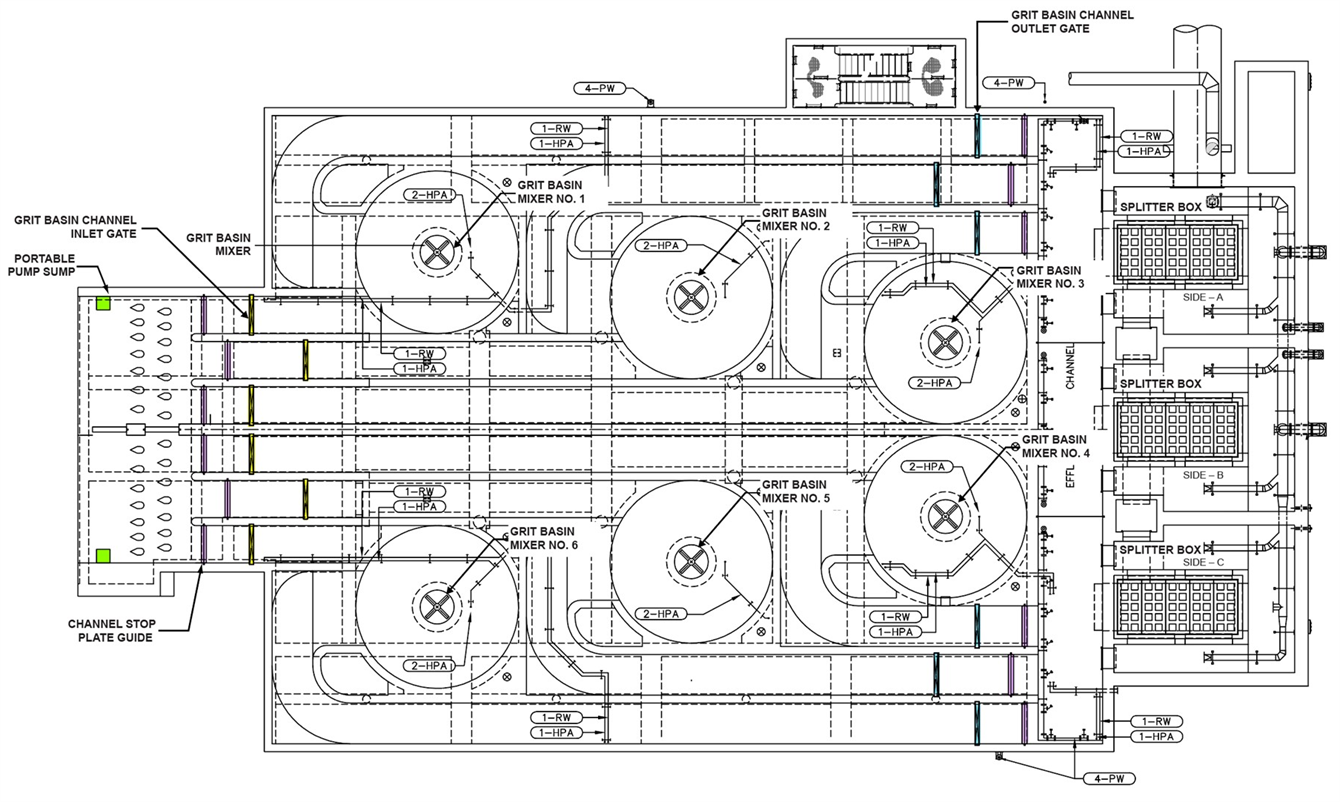 GRIT BASIN CHANNEL
OUTLET GATE
4-PW
4-PW
1-RW
1-HPA
1-RW
1-HPA
GRIT BASIN
MIXER NO. 1
2-HPA
SPLITTER BOX
GRIT BASIN CHANNEL
INLET GATE
GRIT BASIN
MIXER
GRIT BASIN
MIXER NO. 2
2-HPA
1-RW
1-HPA
PORTABLE
PUMP SUMP
GRIT BASIN
MIXER NO. 3
SIDE-A
1-RW
1-HPA
2-HPA
CHANNEL
SPLITTER BOX
GRIT BASIN
MIXER NO. 4
2-HPA
EFFL
SIDE-B
1-RW
1-HPA
GRIT BASIN
MIXER NO. 5
GRIT BASIN
MIXER NO. 6
SPLITTER BOX
SIDE-C
2-HPA
1-RW
1-HPA
CHANNEL STOP
PLATE GUIDE
2-HPA
1-RW
1-HPA
1-RW
1-HPA
4-PW